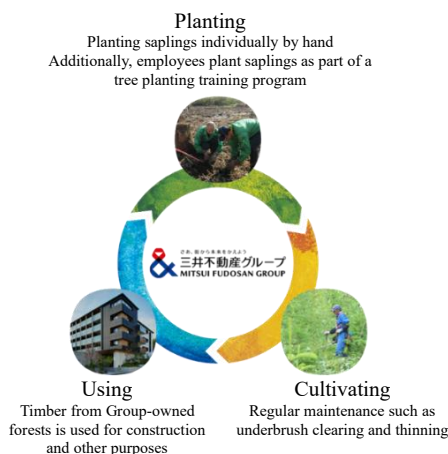 Planting
Planting saplings individually by hand
Additionally, employees plant saplings as part of a
tree planting training program
さあ、街から未来をかえよう
三井不動産グループ
MITSUI FUDOSAN GROUP
Using
Timber from Group-owned
forests is used for construction
and other purposes
Cultivating
Regular maintenance such as
underbrush clearing and thinning